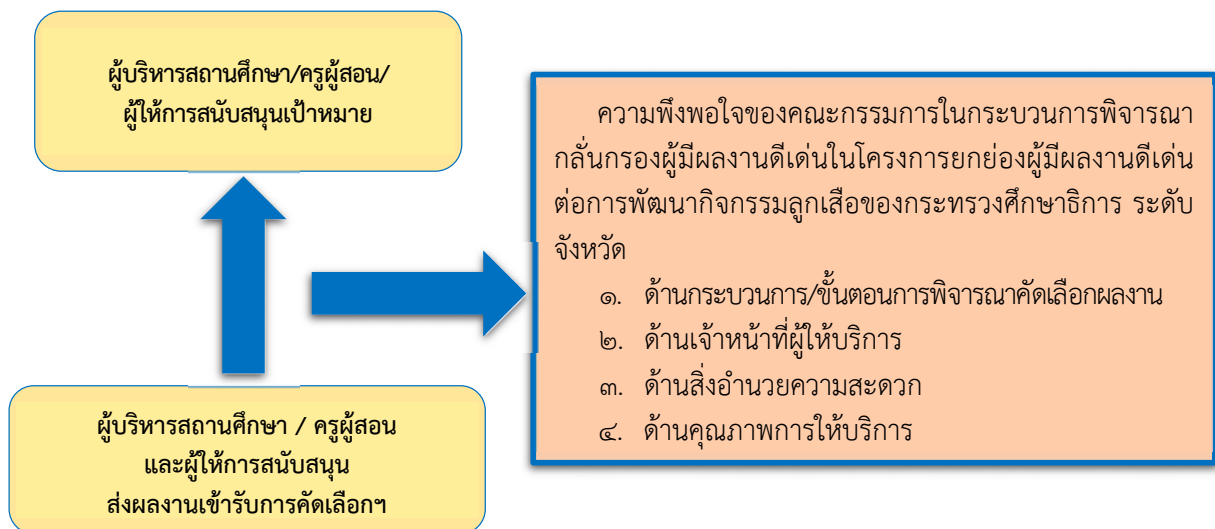 ผู้บริหารสถานศึกษา/ครูผู้สอน/
ผู้ให้การสนับสนุนเป้าหมาย
ความพึงพอใจของคณะกรรมการในกระบวนการพิจารณา
กลั่นกรองผู้มีผลงานดีเด่นในโครงการยกย่องผู้มีผลงานดีเด่น
ต่อการพัฒนากิจกรรมลูกเสือของกระทรวงศึกษาธิการ ระดับ
จังหวัด
๑. ด้านกระบวนการ/ขั้นตอนการพิจารณาคัดเลือกผลงาน
๒. ด้านเจ้าหน้าที่ผู้ให้บริการ
๓. ด้านสิ่งอำนวยความสะดวก
๔. ด้านคุณภาพการให้บริการ
ผู้บริหารสถานศึกษา / ครูผู้สอน
และผู้ให้การสนับสนุน
ส่งผลงานเข้ารับการคัดเลือกฯ